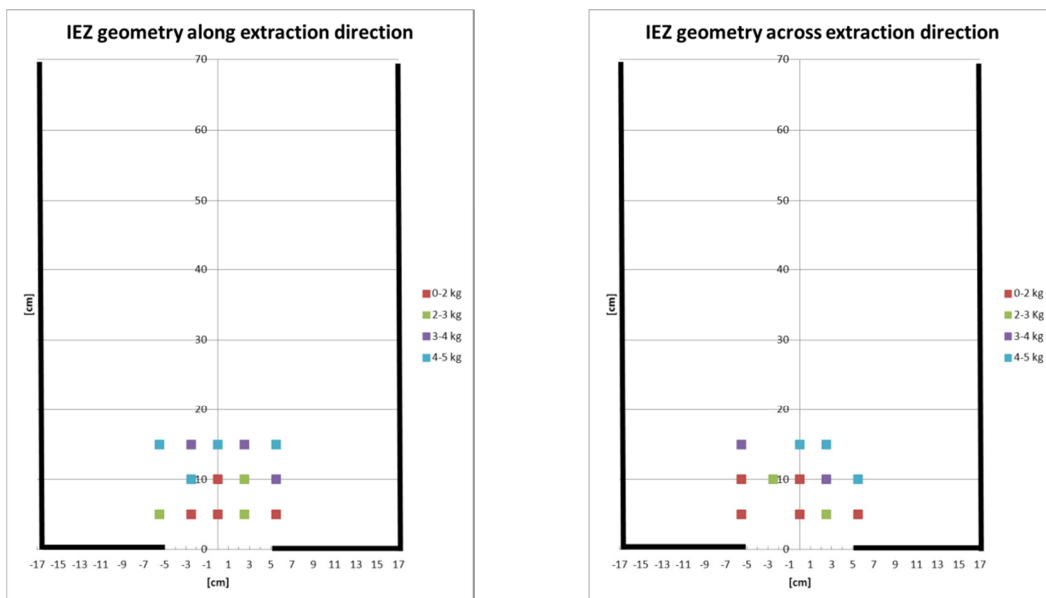 IEZ geometry along extraction direction
70
60
50
40
30
20
10
0
-17 -15 -13 -11 -9 -7 -5 -3 -1 1 3 5 7 9 11 13 15 17
[cm]
[cm]
0-2 kg
2-3 kg
3-4 kg
4-5 kg
IEZ geometry across extraction direction
70
60
50
40
30
20
10
0
-17 -15 -13 -11 -9 -7 -5 -3 -1 1 3 5 7 9 11 13 15 17
[cm]
[cm]
0-2 kg
2-3 Kg
3-4 kg
4-5 kg